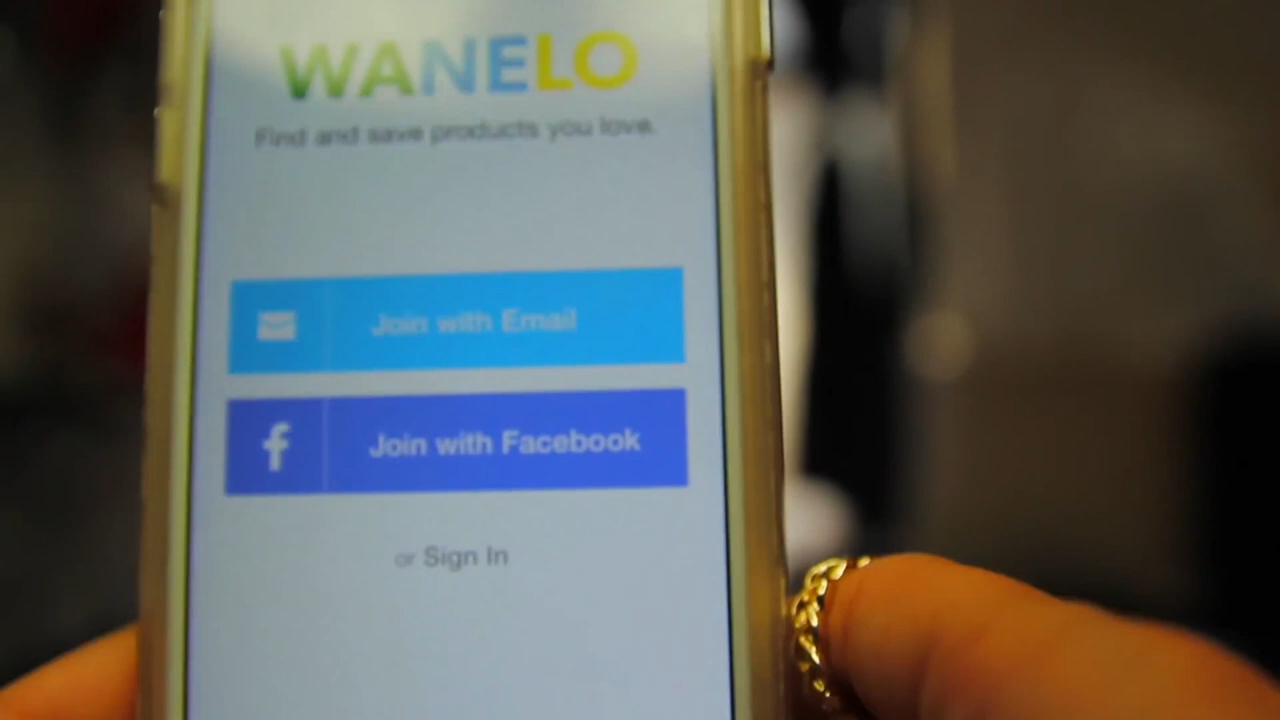 WANELO
Find and save products you love.
Join with Email
f
Join with Facebook
or Sign In